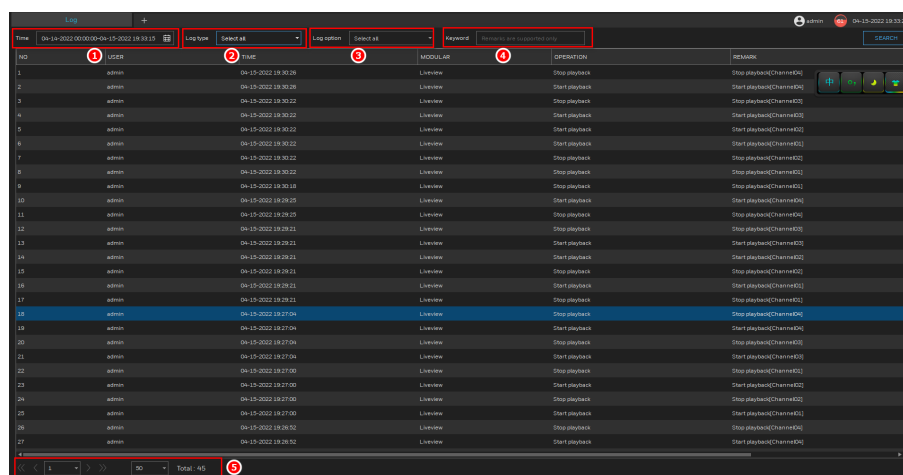 Log +
admin 04-15-2022 19:33:
Time 04-14-2022 00:00:00-04-15-2022 19:33:15 Log type Select all Log option Select all Keyword Remarks are supported only SEARCH
1 2 3 4
NO USER TIME MODULAR OPERATION REMARK
1 admin 04-15-2022 19:30:26 Liveview Stop playback Stop playback[Channel04]
2 admin 04-15-2022 19:30:26 Liveview Start playback Start playback[Channel04]
3 admin 04-15-2022 19:30:22 Liveview Stop playback Stop playback[Channel03]
4 admin 04-15-2022 19:30:22 Liveview Start playback Start playback[Channel03]
5 admin 04-15-2022 19:30:22 Liveview Start playback Start playback[Channel02]
6 admin 04-15-2022 19:30:22 Liveview Start playback Start playback[Channel01]
7 admin 04-15-2022 19:30:22 Liveview Stop playback Stop playback[Channel02]
8 admin 04-15-2022 19:30:22 Liveview Stop playback Stop playback[Channel01]
9 admin 04-15-2022 19:30:18 Liveview Stop playback Stop playback[Channel01]
10 admin 04-15-2022 19:29:25 Liveview Start playback Start playback[Channel04]
11 admin 04-15-2022 19:29:25 Liveview Stop playback Stop playback[Channel04]
12 admin 04-15-2022 19:29:21 Liveview Stop playback Stop playback[Channel03]
13 admin 04-15-2022 19:29:21 Liveview Start playback Start playback[Channel03]
14 admin 04-15-2022 19:29:21 Liveview Start playback Start playback[Channel02]
15 admin 04-15-2022 19:29:21 Liveview Stop playback Stop playback[Channel02]
16 admin 04-15-2022 19:29:21 Liveview Start playback Start playback[Channel01]
17 admin 04-15-2022 19:29:21 Liveview Stop playback Stop playback[Channel01]
18 admin 04-15-2022 19:27:04 Liveview Stop playback Stop playback[Channel04]
19 admin 04-15-2022 19:27:04 Liveview Start playback Start playback[Channel04]
20 admin 04-15-2022 19:27:04 Liveview Stop playback Stop playback[Channel03]
21 admin 04-15-2022 19:27:04 Liveview Start playback Start playback[Channel03]
22 admin 04-15-2022 19:27:00 Liveview Stop playback Stop playback[Channel01]
23 admin 04-15-2022 19:27:00 Liveview Start playback Start playback[Channel02]
24 admin 04-15-2022 19:27:00 Liveview Stop playback Stop playback[Channel02]
25 admin 04-15-2022 19:27:00 Liveview Start playback Start playback[Channel01]
26 admin 04-15-2022 19:26:52 Liveview Stop playback Stop playback[Channel04]
27 admin 04-15-2022 19:26:52 Liveview Start playback Start playback[Channel04]
中
1 50 Total : 45 5